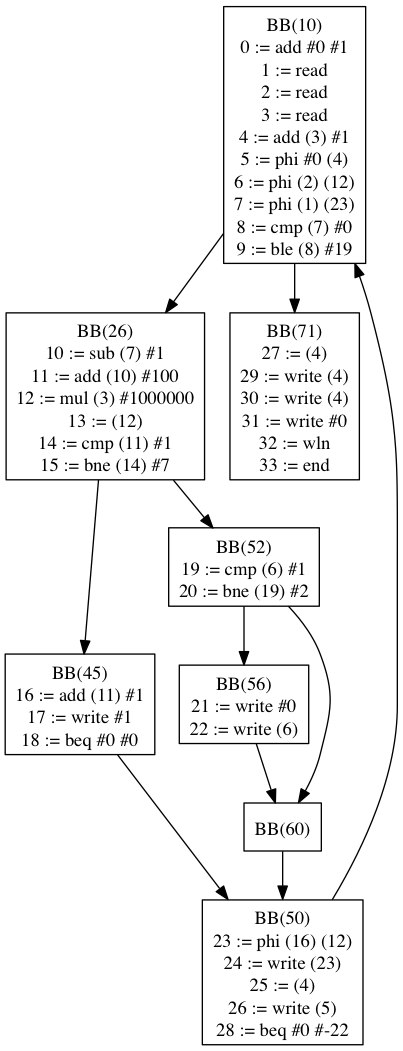 BB(10)
0 := add #0 #1
1 := read
2 := read
3 := read
4 := add (3) #1
5 := phi #0 (4)
6 := phi (2) (12)
7 := phi (1) (23)
8 := cmp (7) #0
9 := ble (8) #19
BB(26)
10 := sub (7) #1
11 := add (10) #100
12 := mul (3) #1000000
13 := (12)
14 := cmp (11) #1
15 := bne (14) #7
BB(71)
27 := (4)
29 := write (4)
30 := write (4)
31 := write #0
32 := wln
33 := end
BB(52)
19 := cmp (6) #1
20 := bne (19) #2
BB(45)
16 := add (11) #1
17 := write #1
18 := beq #0 #0
BB(56)
21 := write #0
22 := write (6)
BB(60)
BB(50)
23 := phi (16) (12)
24 := write (23)
25 := (4)
26 := write (5)
28 := beq #0 #-22